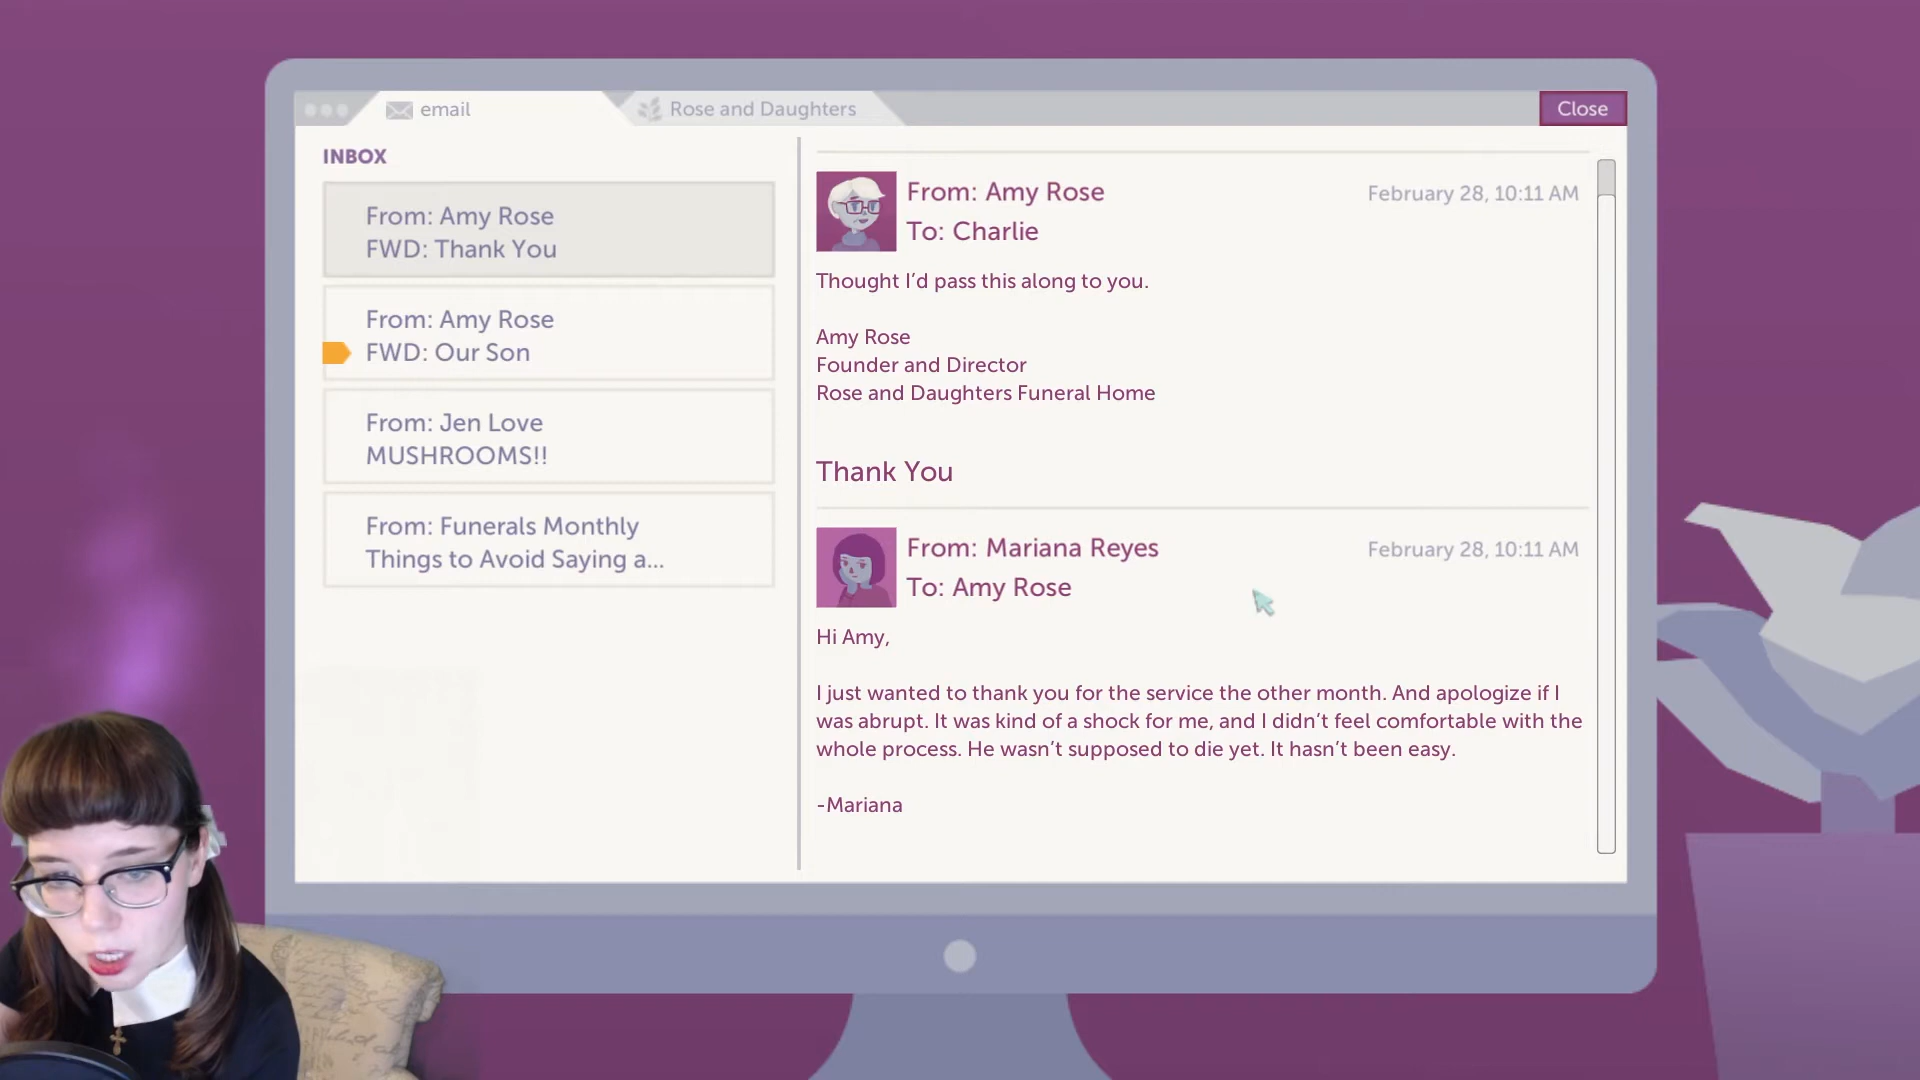 email
Rose and Daughters
Close
INBOX
From: Amy Rose
FWD: Thank You
From: Amy Rose
FWD: Our Son
From: Jen Love
MUSHROOMS!!
From: Funerals Monthly
Things to Avoid Saying a...
From: Amy Rose
February 28, 10:11 AM
To: Charlie
Thought I’d pass this along to you.
Amy Rose
Founder and Director
Rose and Daughters Funeral Home
Thank You
From: Mariana Reyes
February 28, 10:11 AM
To: Amy Rose
Hi Amy,
I just wanted to thank you for the service the other month. And apologize if I
was abrupt. It was kind of a shock for me, and I didn’t feel comfortable with the
whole process. He wasn’t supposed to die yet. It hasn’t been easy.
-Mariana